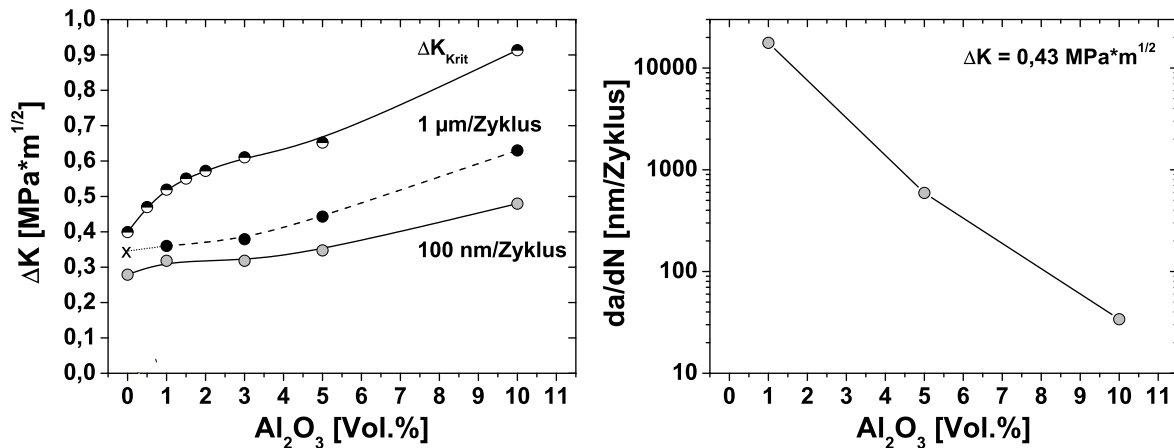 1,0
0,9
0,8
0,7
0,6
0,5
0,4
0,3
0,2
0,1
0,0
ΔK [MPa*m^1/2]
ΔK_Krit
1 µm/Zyklus
100 nm/Zyklus
x
0 1 2 3 4 5 6 7 8 9 10 11
Al₂O₃ [Vol.%]
10000
1000
100
10
da/dN [nm/Zyklus]
ΔK = 0,43 MPa*m^1/2
0 1 2 3 4 5 6 7 8 9 10 11
Al₂O₃ [Vol.%]